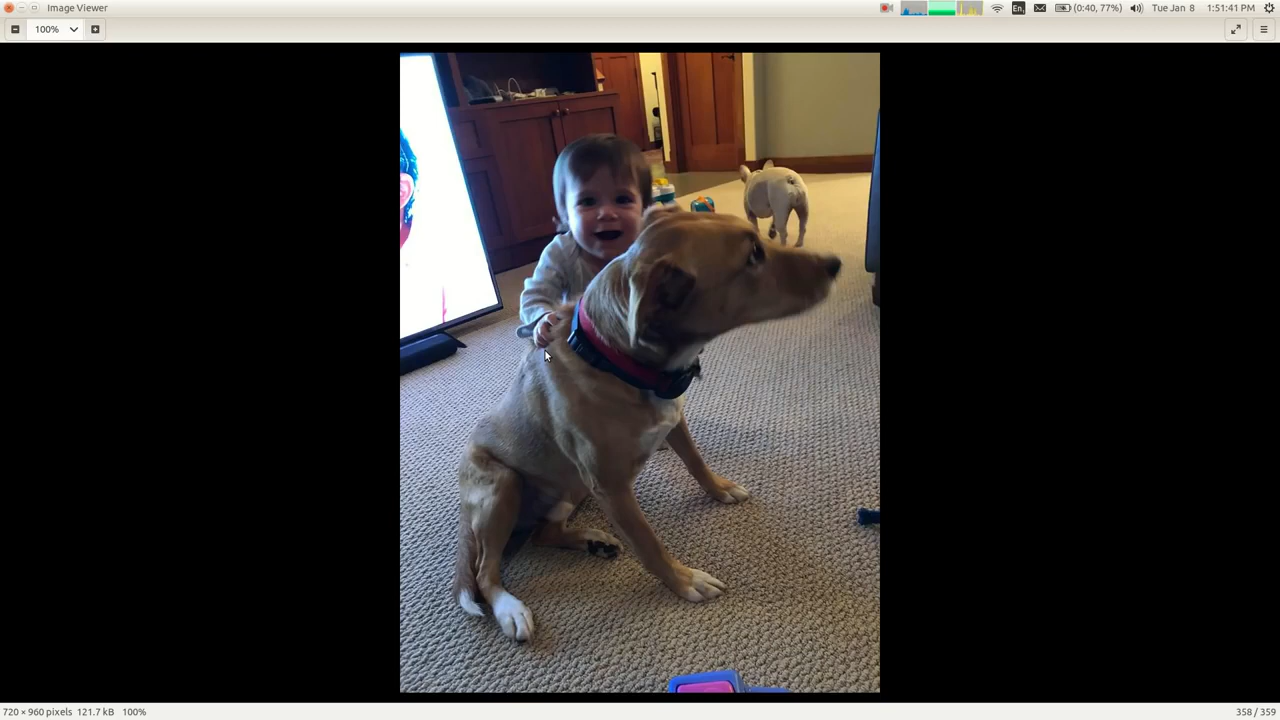 Image Viewer
En₁ (0:40, 77%) Tue Jan 8 1:51:41 PM
100%
720 × 960 pixels 121.7 kB 100%
358 / 359